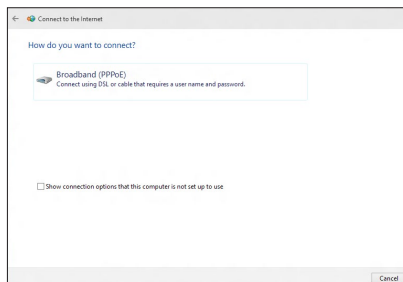 Connect to the Internet
How do you want to connect?
Broadband (PPPoE)
Connect using DSL or cable that requires a user name and password.
Show connection options that this computer is not set up to use
Cancel